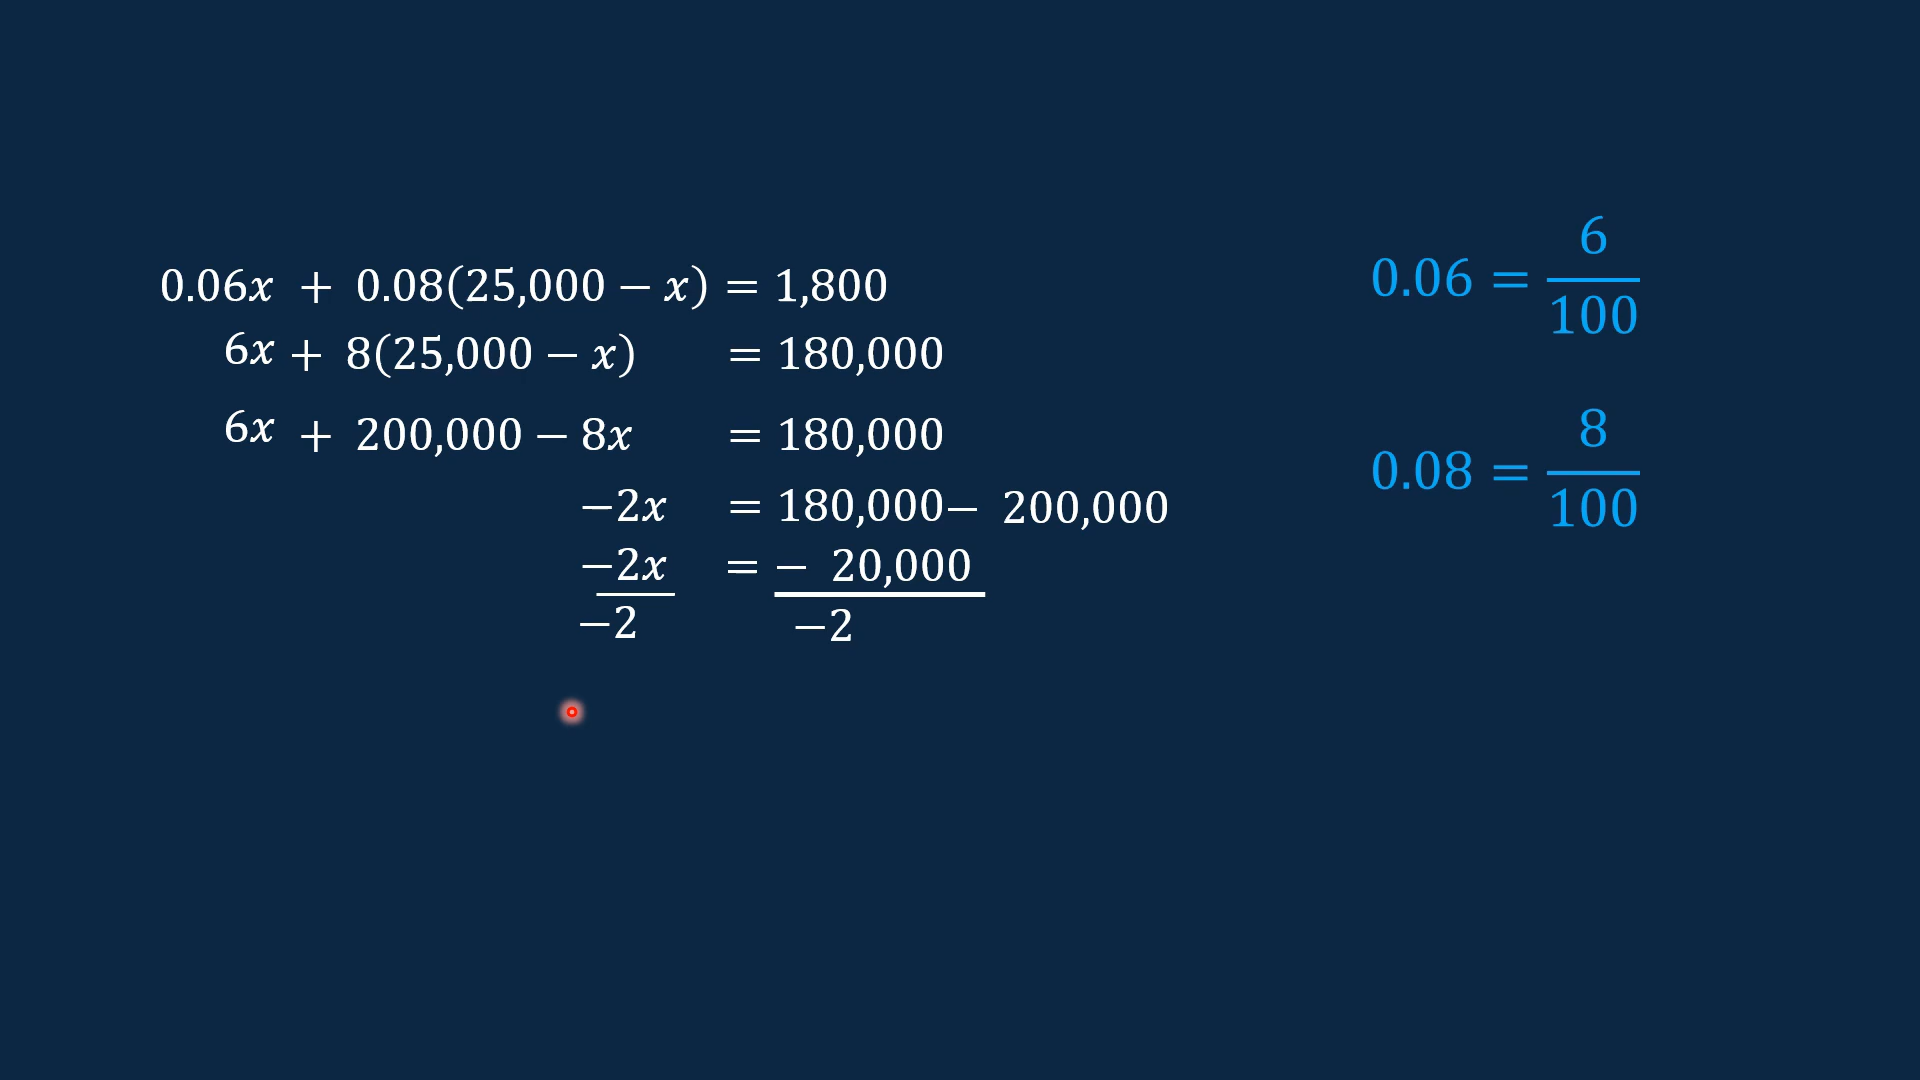 0.06x + 0.08(25,000 − x) = 1,800
6x + 8(25,000 − x) = 180,000
6x + 200,000 − 8x = 180,000
−2x = 180,000 − 200,000
−2x = − 20,000
−2 −2
6
0.06 =
100
8
0.08 =
100